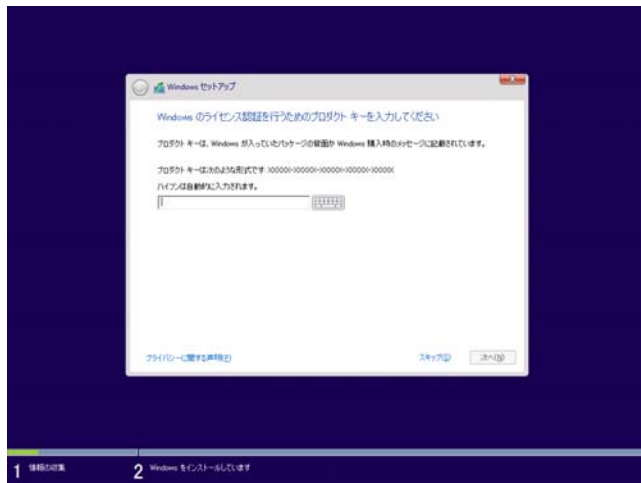 Windows セットアップ
Windows のライセンス認証を行うためのプロダクト キーを入力してください
プロダクト キーは、Windows が入っていたパッケージの背面か Windows 購入時のメッセージに記載されています。
プロダクト キーは次のような形式です: XXXXX-XXXXX-XXXXX-XXXXX-XXXXX
ハイフンは自動的に入力されます。
プライバシーに関する声明(P)
スキップ(S)
次へ(N)
1 情報の収集
2 Windows をインストールしています